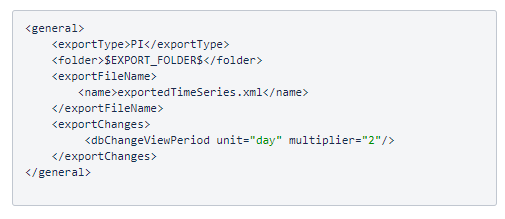 <general>
<exportType>PI</exportType>
<folder>$EXPORT_FOLDER$</folder>
<exportFileName>
<name>exportedTimeSeries.xml</name>
</exportFileName>
<exportChanges>
<dbChangeViewPeriod unit="day" multiplier="2"/>
</exportChanges>
</general>